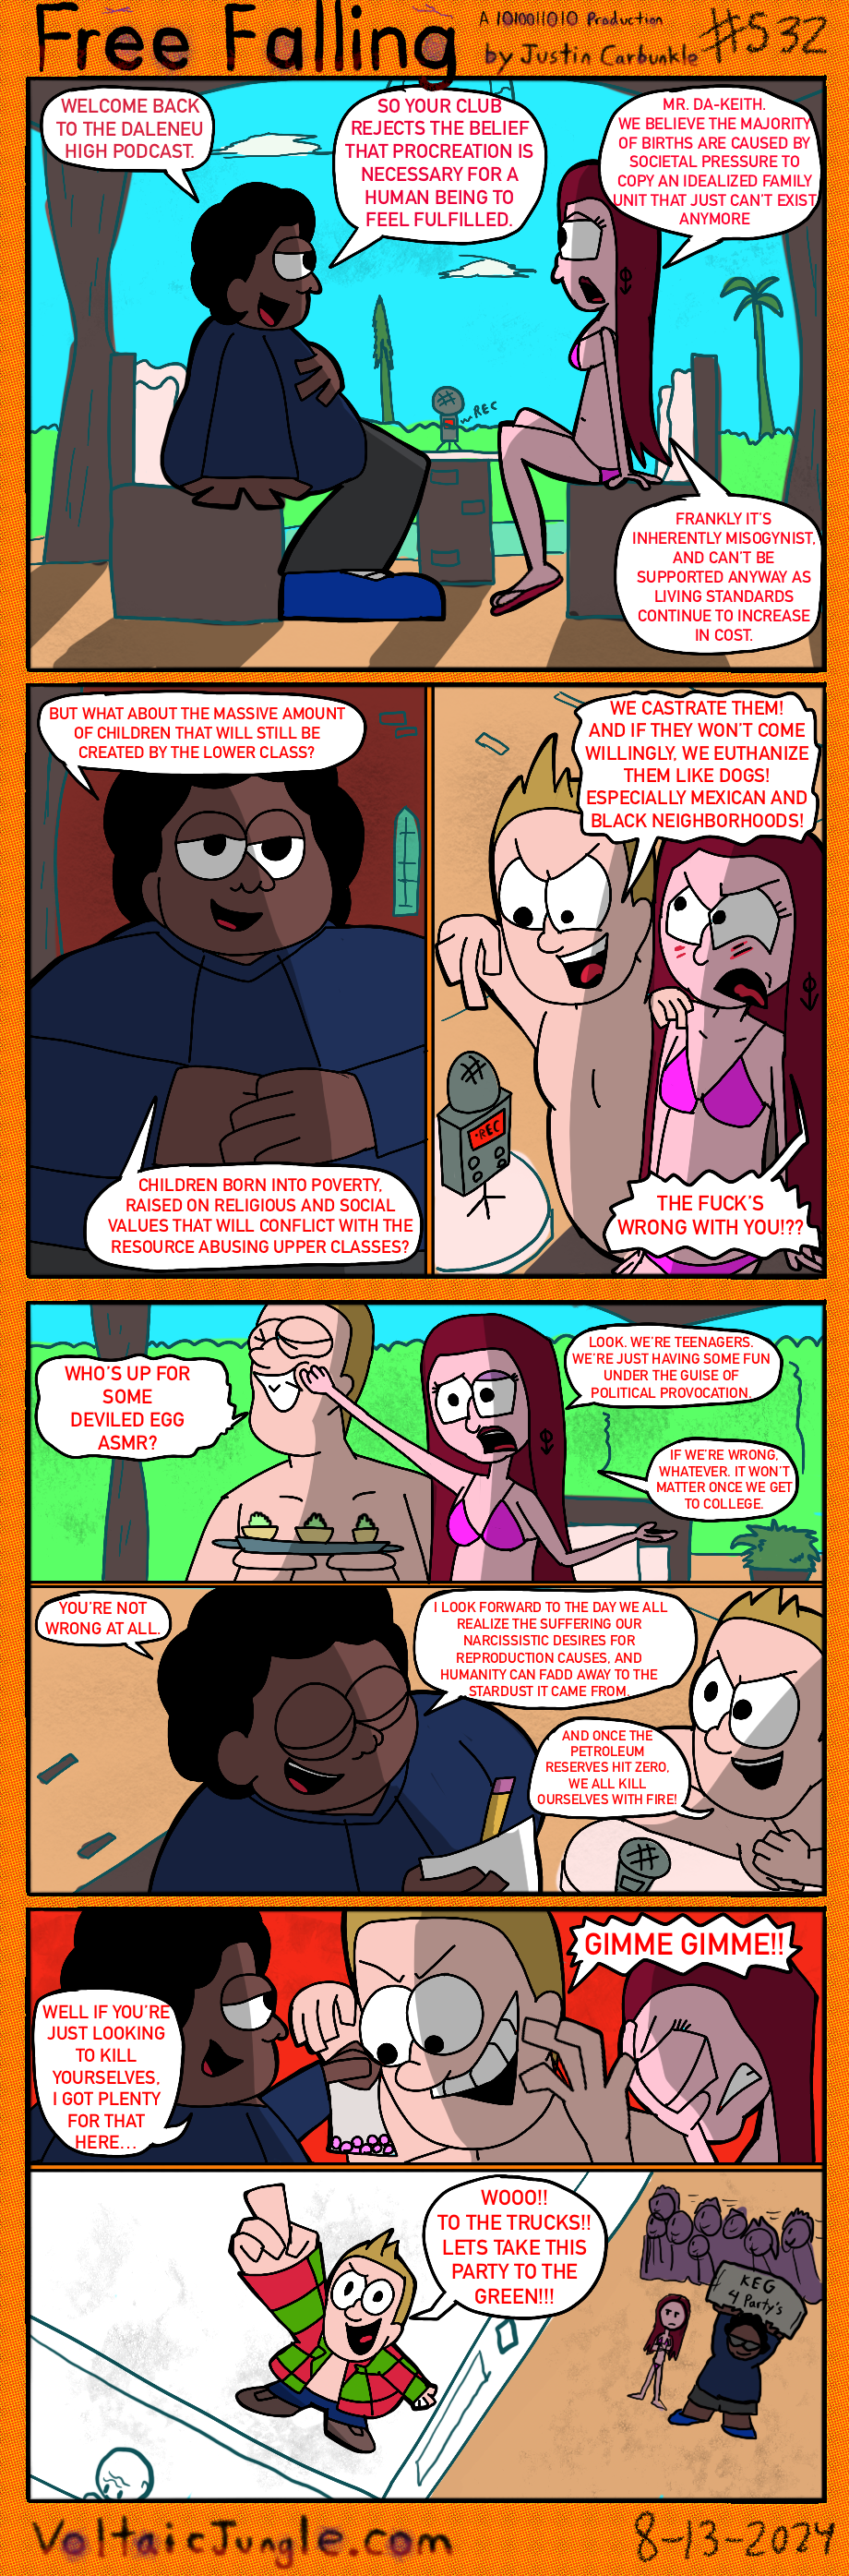 Free Falling
A 1010011010 Production
by Justin Carbunkle
#532
WELCOME BACK
TO THE DALENEU
HIGH PODCAST.
SO YOUR CLUB
REJECTS THE BELIEF
THAT PROCREATION IS
NECESSARY FOR A
HUMAN BEING TO
FEEL FULFILLED.
MR. DA-KEITH.
WE BELIEVE THE MAJORITY
OF BIRTHS ARE CAUSED BY
SOCIETAL PRESSURE TO
COPY AN IDEALIZED FAMILY
UNIT THAT JUST CAN'T EXIST
ANYMORE
REC
FRANKLY IT'S
INHERENTLY MISOGYNIST,
AND CAN'T BE
SUPPORTED ANYWAY AS
LIVING STANDARDS
CONTINUE TO INCREASE
IN COST.
BUT WHAT ABOUT THE MASSIVE AMOUNT
OF CHILDREN THAT WILL STILL BE
CREATED BY THE LOWER CLASS?
CHILDREN BORN INTO POVERTY,
RAISED ON RELIGIOUS AND SOCIAL
VALUES THAT WILL CONFLICT WITH THE
RESOURCE ABUSING UPPER CLASSES?
WE CASTRATE THEM!
AND IF THEY WON'T COME
WILLINGLY, WE EUTHANIZE
THEM LIKE DOGS!
ESPECIALLY MEXICAN AND
BLACK NEIGHBORHOODS!
•REC
THE FUCK'S
WRONG WITH YOU!??
WHO'S UP FOR
SOME
DEVILED EGG
ASMR?
LOOK. WE'RE TEENAGERS.
WE'RE JUST HAVING SOME FUN
UNDER THE GUISE OF
POLITICAL PROVOCATION.
IF WE'RE WRONG,
WHATEVER. IT WON'T
MATTER ONCE WE GET
TO COLLEGE.
YOU'RE NOT
WRONG AT ALL.
I LOOK FORWARD TO THE DAY WE ALL
REALIZE THE SUFFERING OUR
NARCISSISTIC DESIRES FOR
REPRODUCTION CAUSES, AND
HUMANITY CAN FADD AWAY TO THE
STARDUST IT CAME FROM.
AND ONCE THE
PETROLEUM
RESERVES HIT ZERO,
WE ALL KILL
OURSELVES WITH FIRE!
WELL IF YOU'RE
JUST LOOKING
TO KILL
YOURSELVES,
I GOT PLENTY
FOR THAT
HERE...
GIMME GIMME!!
WOOO!!
TO THE TRUCKS!!
LETS TAKE THIS
PARTY TO THE
GREEN!!!
KEG
4 Party's
VoltaicJungle.com
8-13-2024